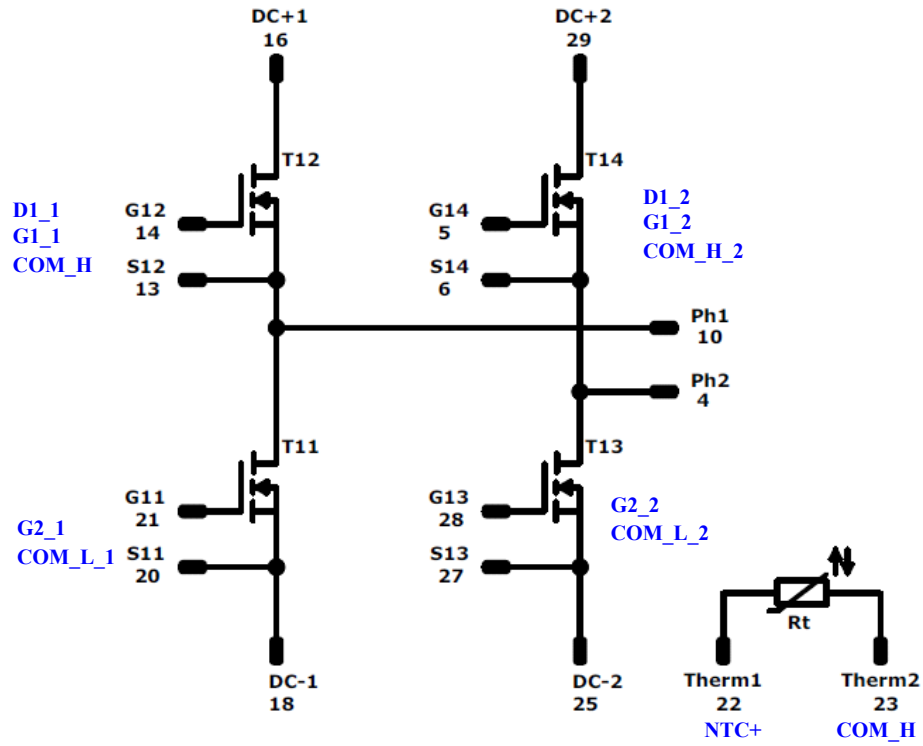 DC+1
16
DC+2
29
T12
T14
D1_1
G1_1
COM_H
G12
14
S12
13
G14
5
S14
6
D1_2
G1_2
COM_H_2
Ph1
10
Ph2
4
T11
T13
G11
21
S11
20
G2_1
COM_L_1
G13
28
S13
27
G2_2
COM_L_2
Rt
DC-1
18
DC-2
25
Therm1
22
NTC+
Therm2
23
COM_H